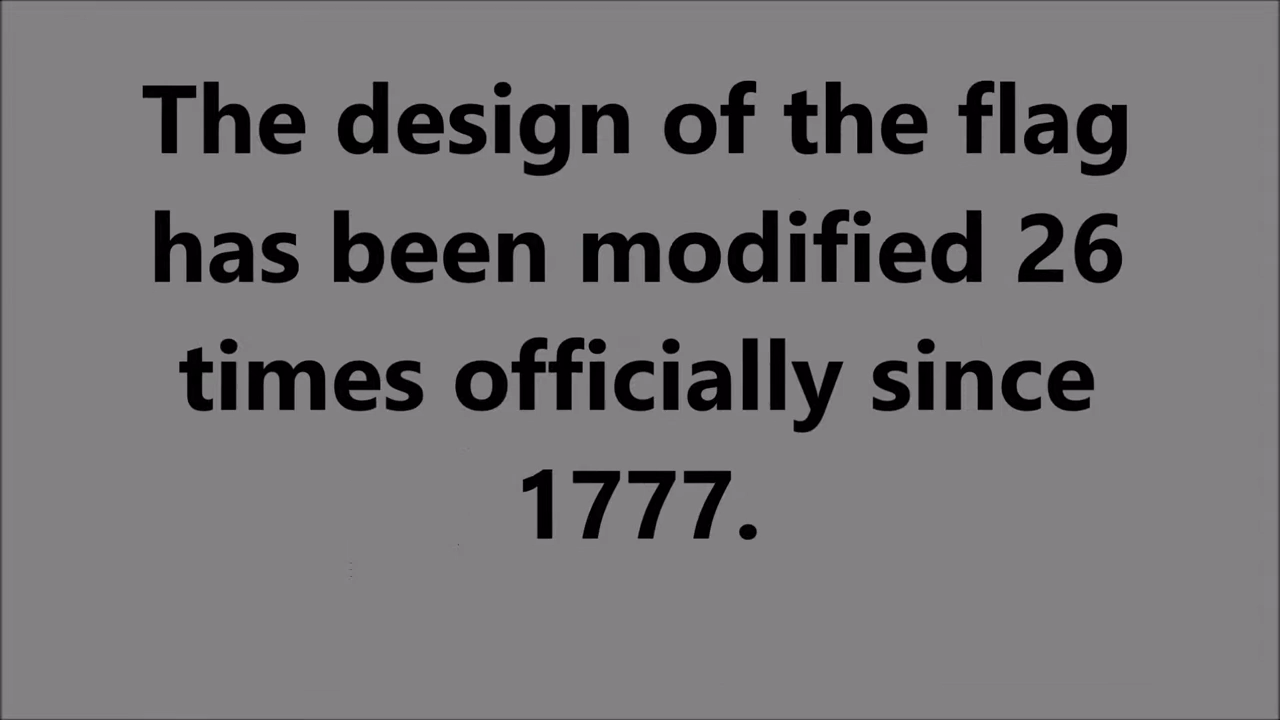 The design of the flag
has been modified 26
times officially since
1777.